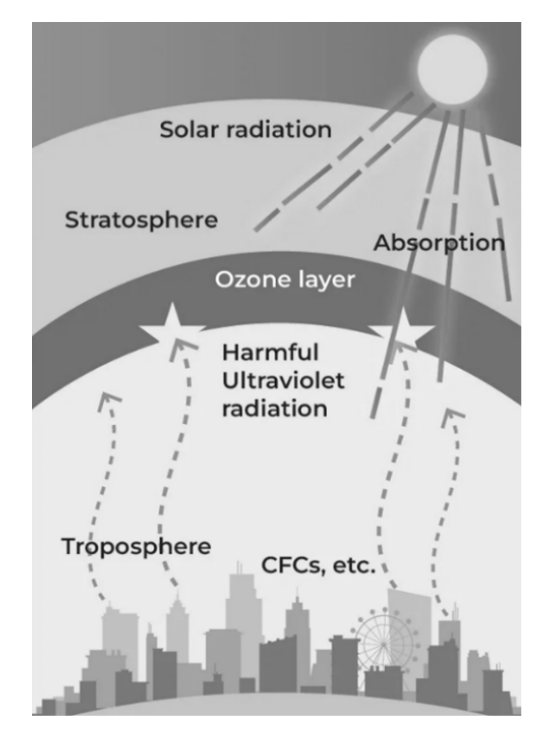 Solar radiation
Stratosphere
Absorption
Ozone layer
Harmful
Ultraviolet
radiation
Troposphere
CFCs, etc.